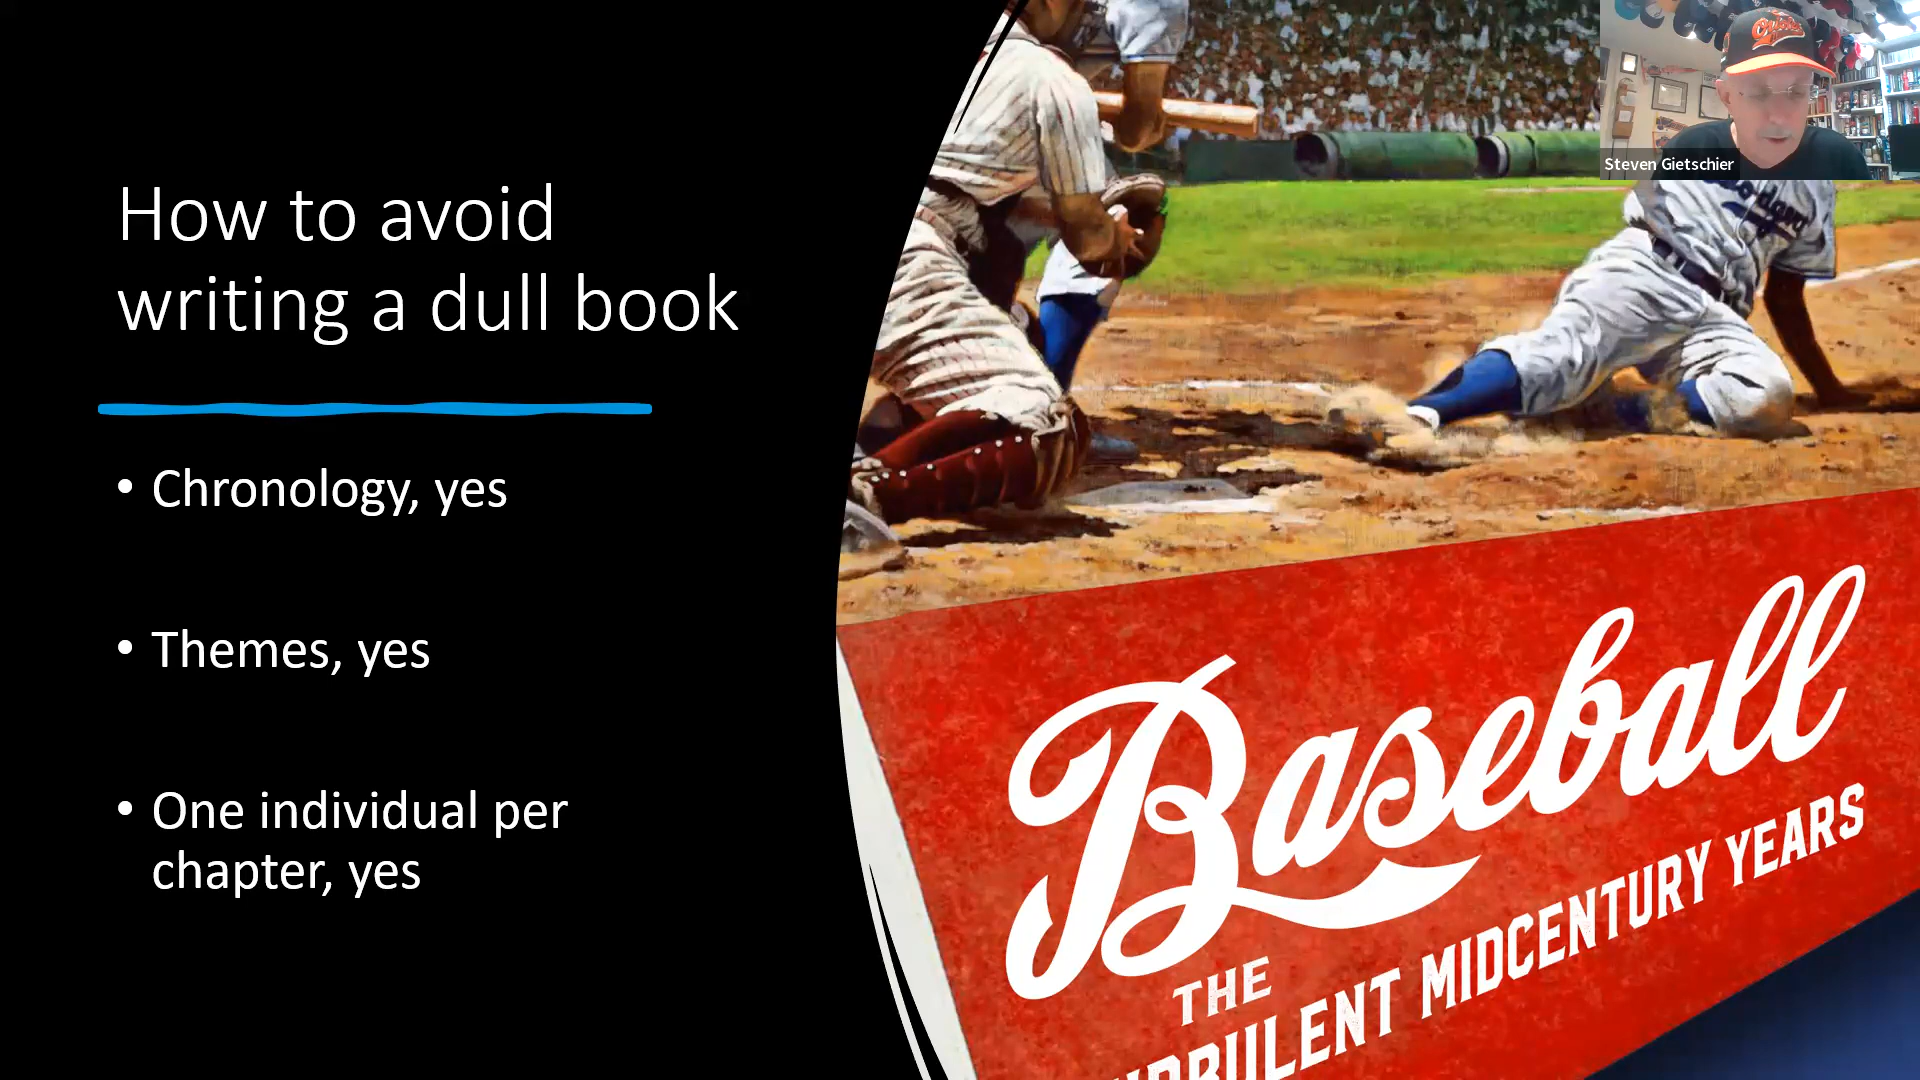 How to avoid
writing a dull book
• Chronology, yes
• Themes, yes
• One individual per
chapter, yes
Orioles
Steven Gietschier
Baseball
THE
MIDCENTURY YEARS